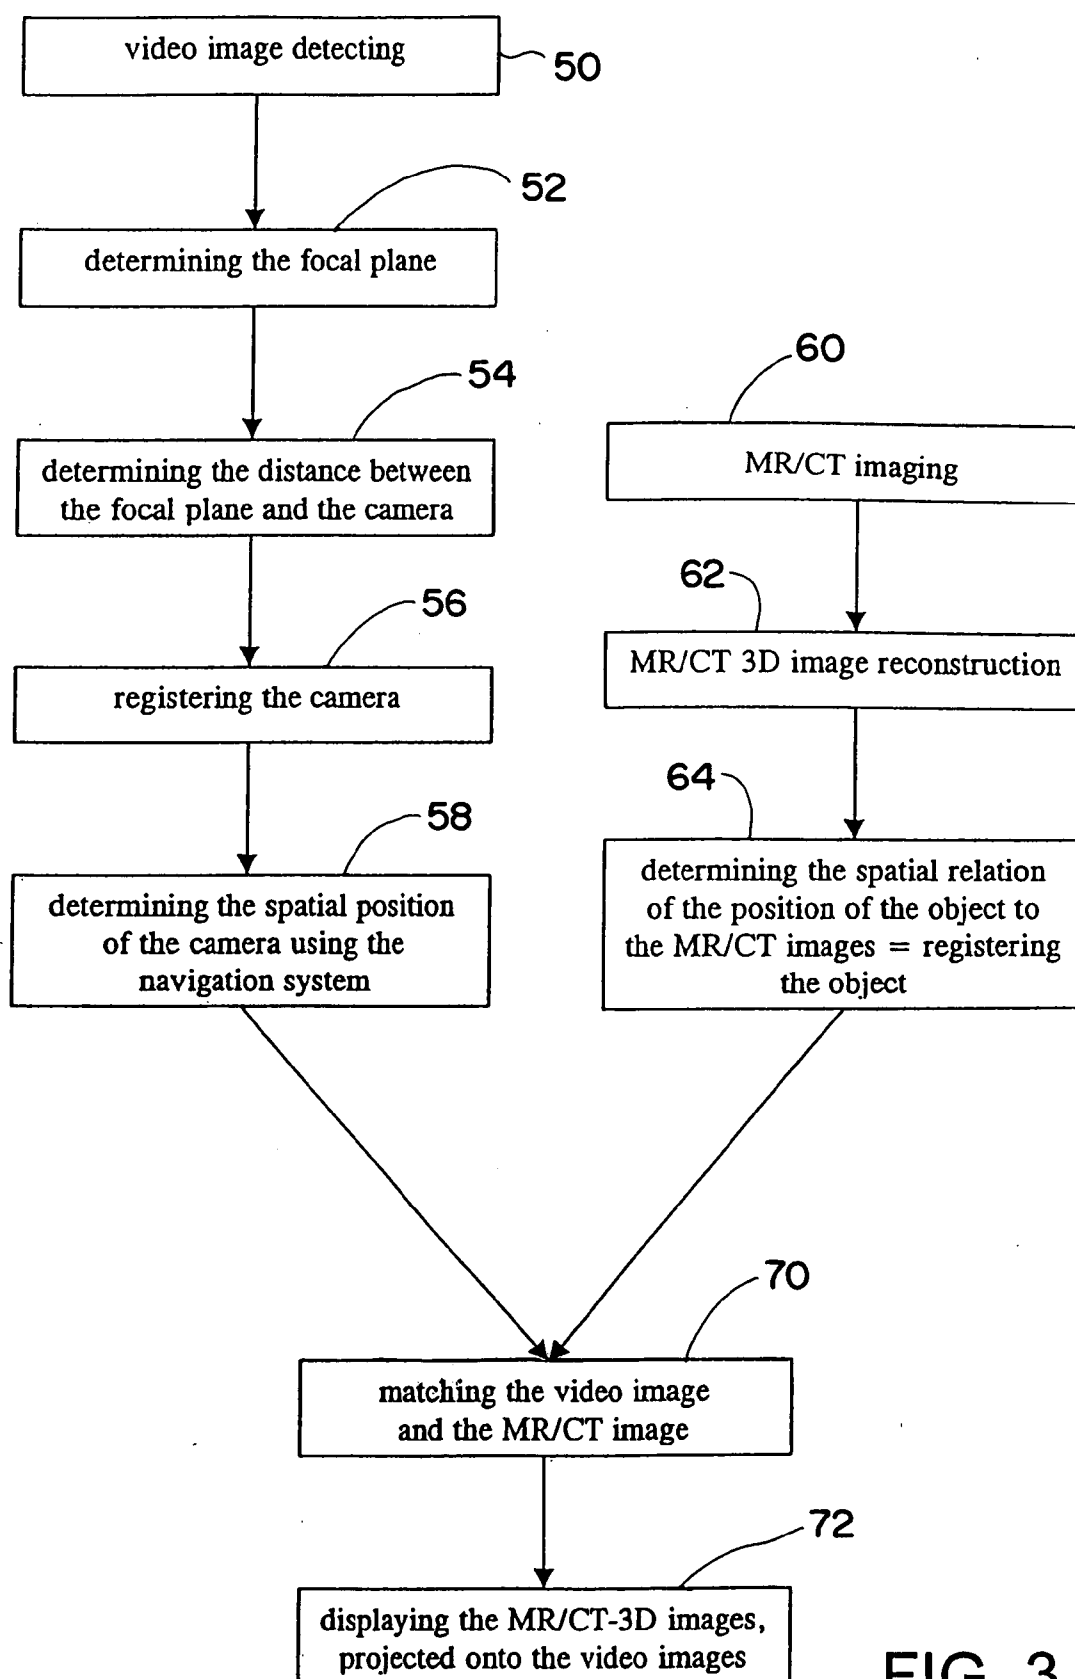 video image detecting
50
52
determining the focal plane
54
determining the distance between
the focal plane and the camera
56
registering the camera
58
determining the spatial position
of the camera using the
navigation system
60
MR/CT imaging
62
MR/CT 3D image reconstruction
64
determining the spatial relation
of the position of the object to
the MR/CT images = registering
the object
70
matching the video image
and the MR/CT image
72
displaying the MR/CT-3D images,
projected onto the video images
FIG. 3